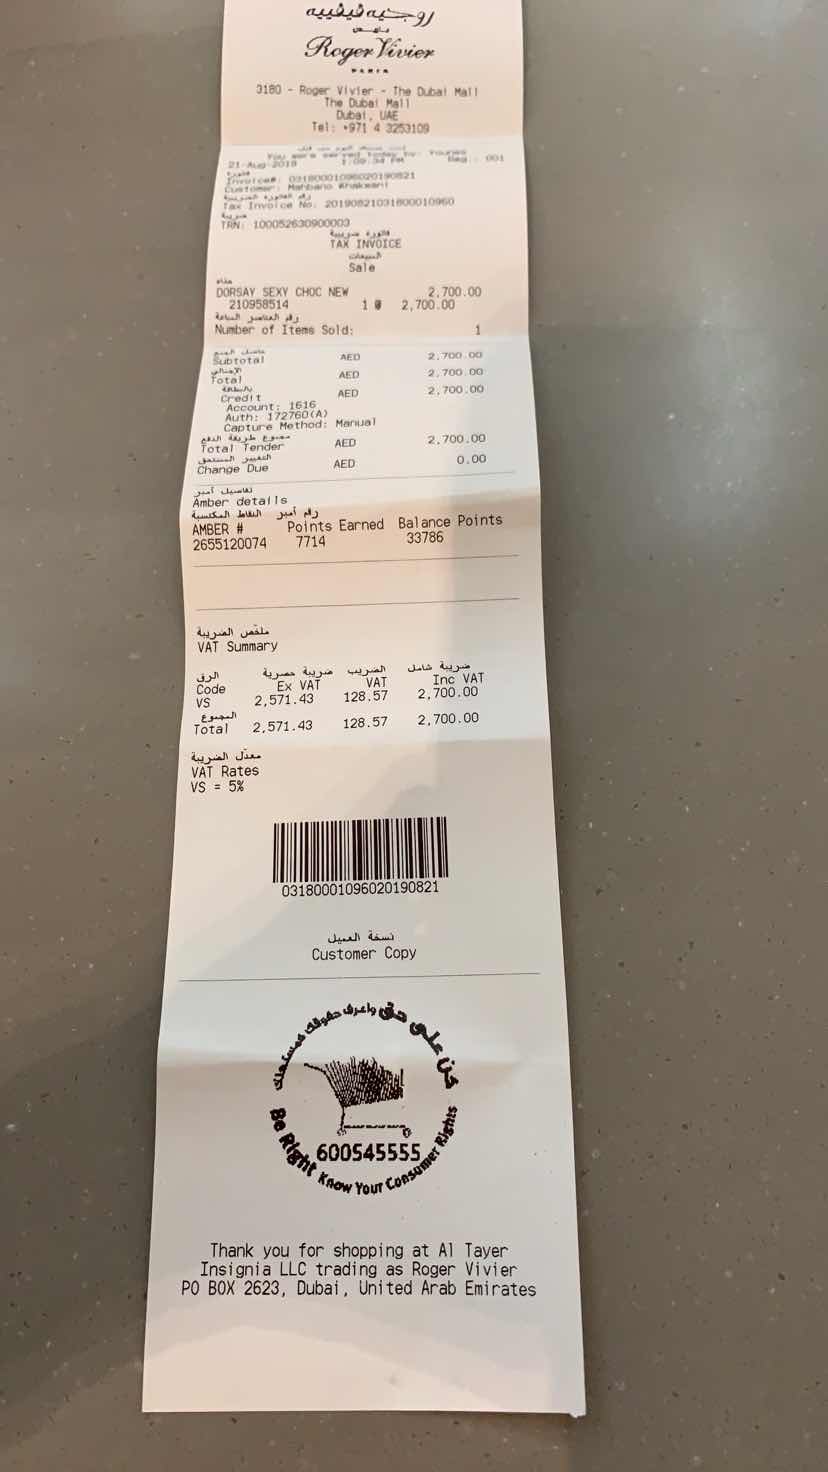 روجيه فيفييه
Roger Vivier
PARIS
3180 - Roger Vivier - The Dubai Mall
The Dubai Mall
Dubai, UAE
Tel: +971 4 3253109
You were served today by: Younes
21-Aug-2019 1:09:34 PM Reg.: 001
فاتورة
Invoice#: 03180001096020190821
Customer: Mahbano Khakwani
رقم الفاتورة الضريبية
Tax Invoice No: 20190821031800010960
ضريبة
TRN: 100052630900003
فاتورة ضريبية
TAX INVOICE
المبيعات
Sale
حذاء
DORSAY SEXY CHOC NEW 2,700.00
210958514 1 @ 2,700.00
رقم العناصر المباعة
Number of Items Sold: 1
حاصل الجمع
Subtotal AED 2,700.00
الإجمالي
Total AED 2,700.00
بالبطاقة
Credit AED 2,700.00
Account: 1616
Auth: 172760(A)
Capture Method: Manual
مجموع طريقة الدفع
Total Tender AED 2,700.00
التغيير المستحق
Change Due AED 0.00
تفاصيل أمبر
Amber details
النقاط المكتسبة رقم أمبر
AMBER # Points Earned Balance Points
2655120074 7714 33786
ملخّص الضريبة
VAT Summary
الرق ضريبة حصرية الضريب ضريبة شامل
Code Ex VAT VAT Inc VAT
VS 2,571.43 128.57 2,700.00
المجموع
Total 2,571.43 128.57 2,700.00
معدّل الضريبة
VAT Rates
VS = 5%
03180001096020190821
نسخة العميل
Customer Copy
كن على حق واعرف حقوقك كمستهلك
600545555
Be Right Know Your Consumer Rights
Thank you for shopping at Al Tayer
Insignia LLC trading as Roger Vivier
PO BOX 2623, Dubai, United Arab Emirates